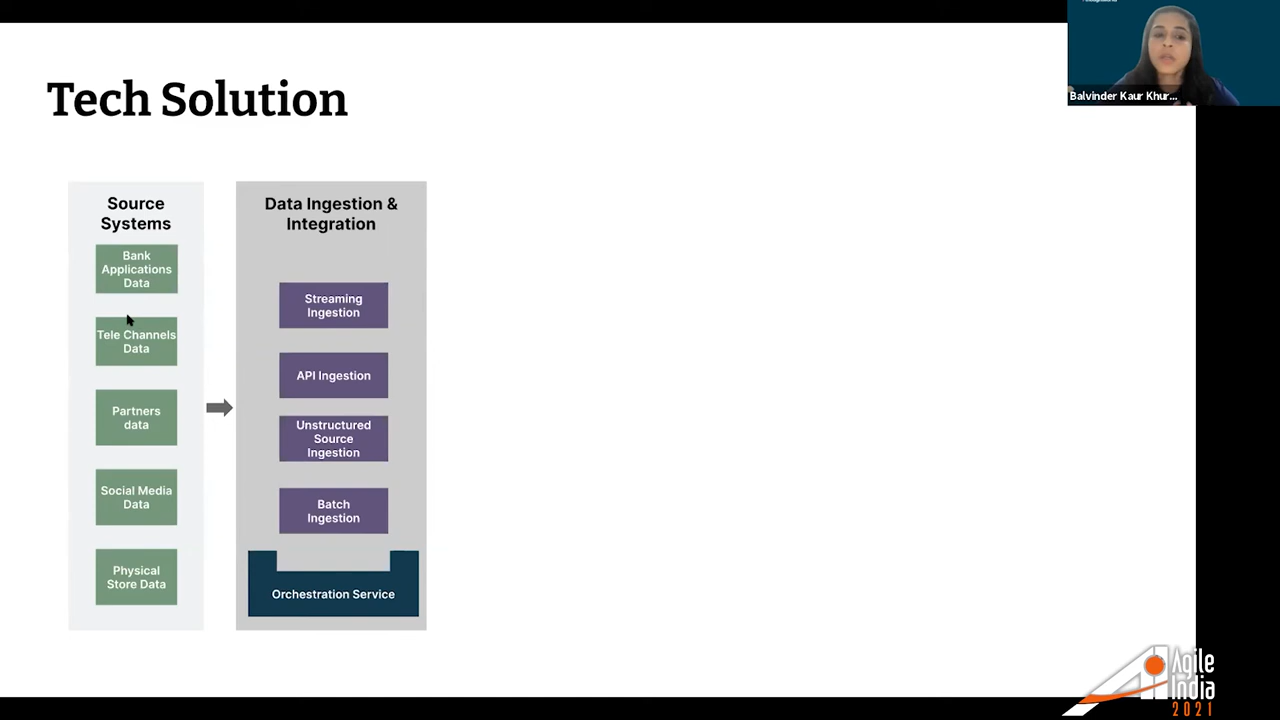 Tech Solution
Balvinder Kaur Khur...
Source
Systems
Bank
Applications
Data
Tele Channels
Data
Partners
data
Social Media
Data
Physical
Store Data
Data Ingestion &
Integration
Streaming
Ingestion
API Ingestion
Unstructured
Source
Ingestion
Batch
Ingestion
Orchestration Service
Agile
India
2021